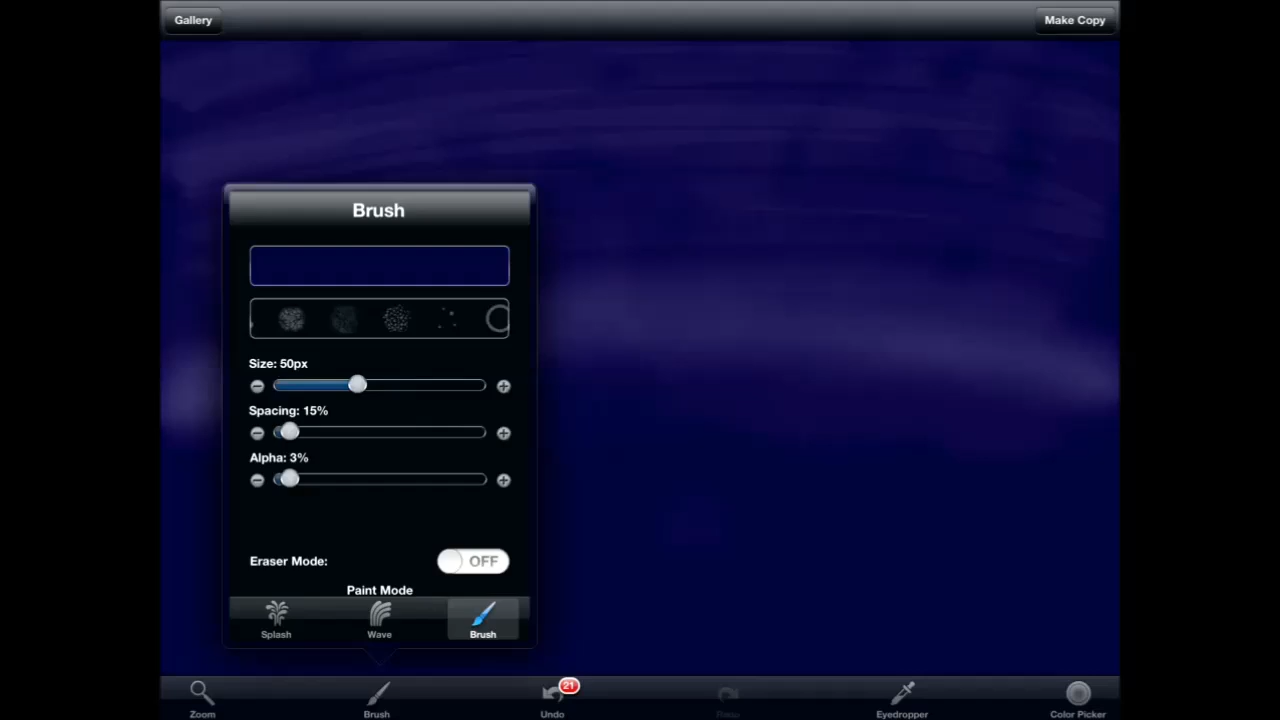 Gallery
Make Copy
Brush
Size: 50px
Spacing: 15%
Alpha: 3%
Eraser Mode:
OFF
Paint Mode
Splash
Wave
Brush
Zoom
Brush
21
Undo
Redo
Eyedropper
Color Picker